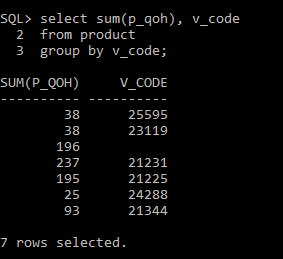 SQL> select sum(p_qoh), v_code
  2  from product
  3  group by v_code;
SUM(P_QOH)     V_CODE
---------- ----------
        38      25595
        38      23119
       196
       237      21231
       195      21225
        25      24288
        93      21344
7 rows selected.